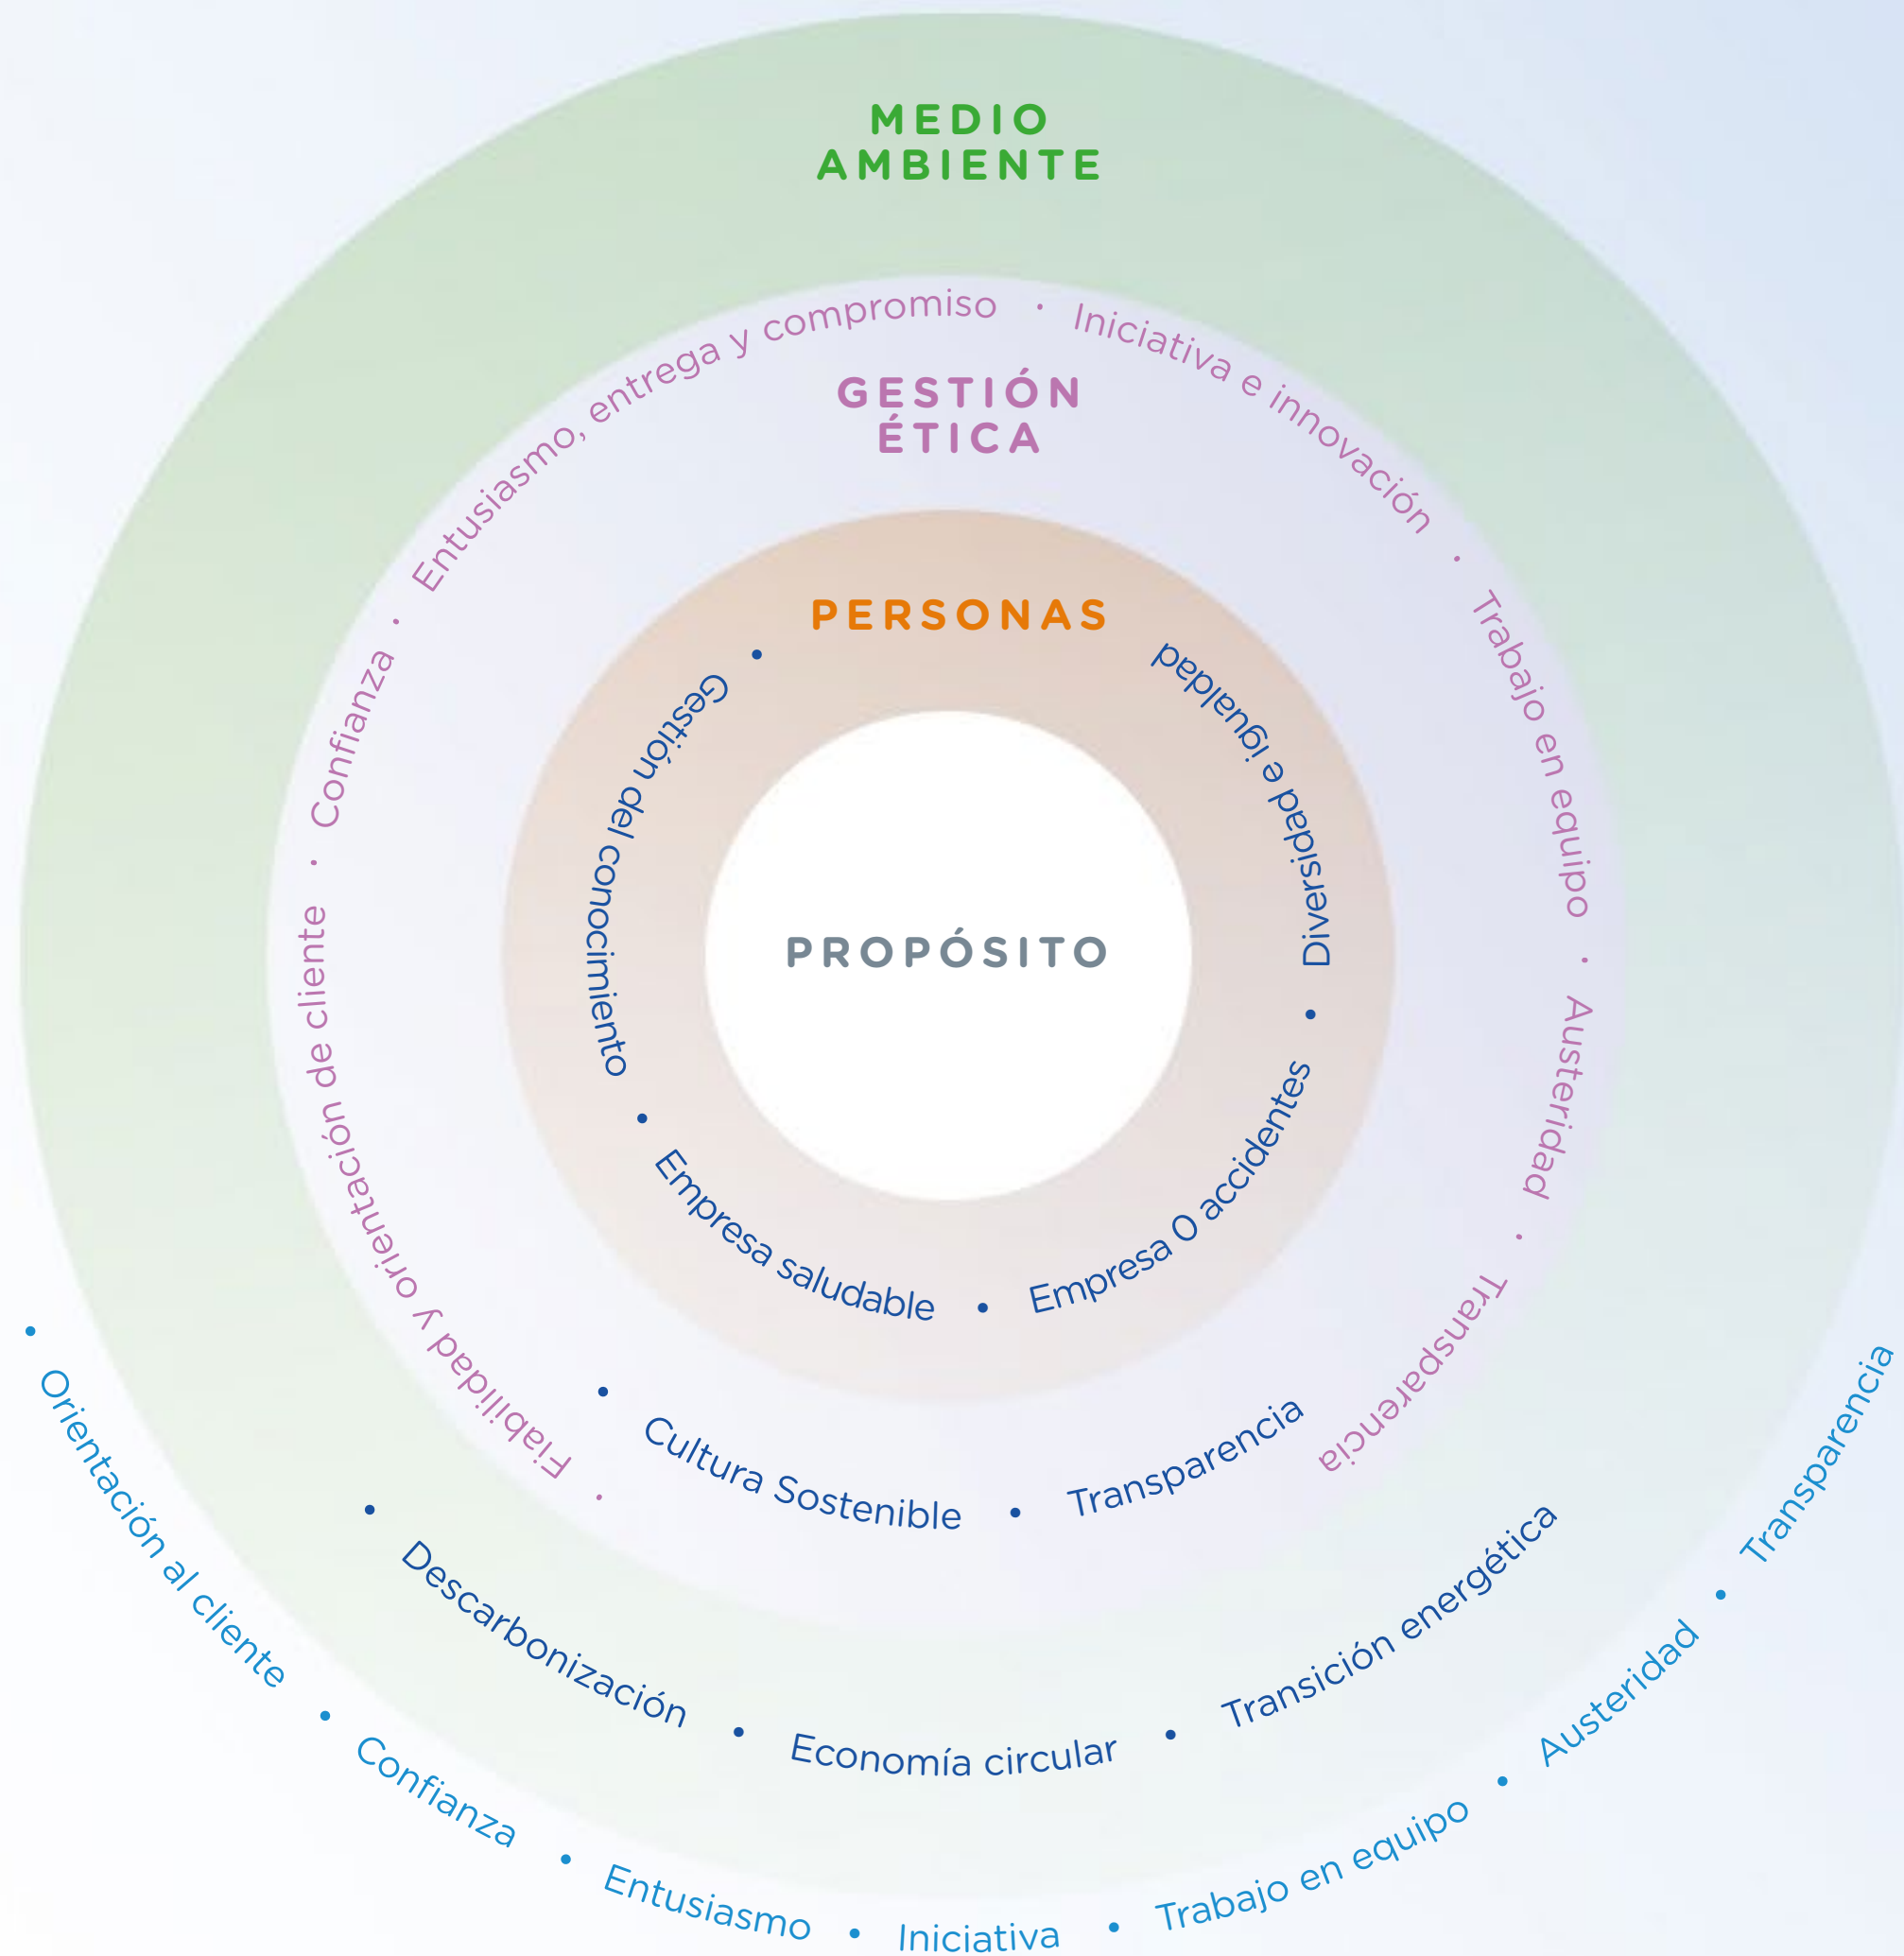 MEDIO
AMBIENTE
• Descarbonización • Economía circular • Transición energética
GESTIÓN
ÉTICA
· Fiabilidad y orientación de cliente · Confianza · Entusiasmo, entrega y compromiso · Iniciativa e innovación · Trabajo en equipo · Austeridad · Transparencia
• Cultura Sostenible • Transparencia
PERSONAS
• Gestión del conocimiento • Empresa saludable • Empresa 0 accidentes • Diversidad e igualdad
PROPÓSITO
• Orientación al cliente • Confianza • Entusiasmo • Iniciativa • Trabajo en equipo • Austeridad • Transparencia